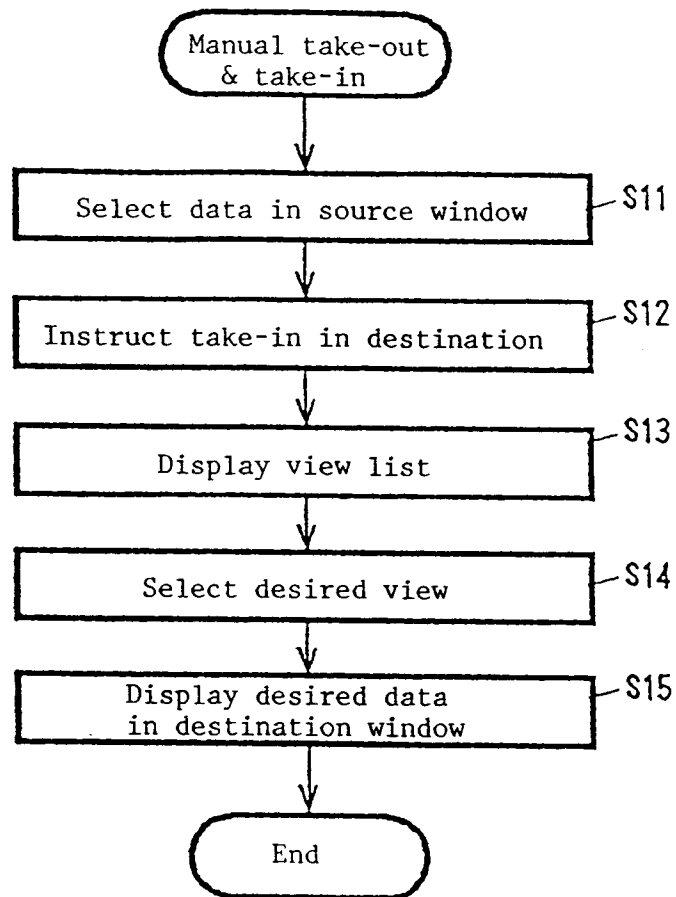 Manual take-out
& take-in
Select data in source window
S11
Instruct take-in in destination
S12
Display view list
S13
Select desired view
S14
Display desired data
in destination window
S15
End